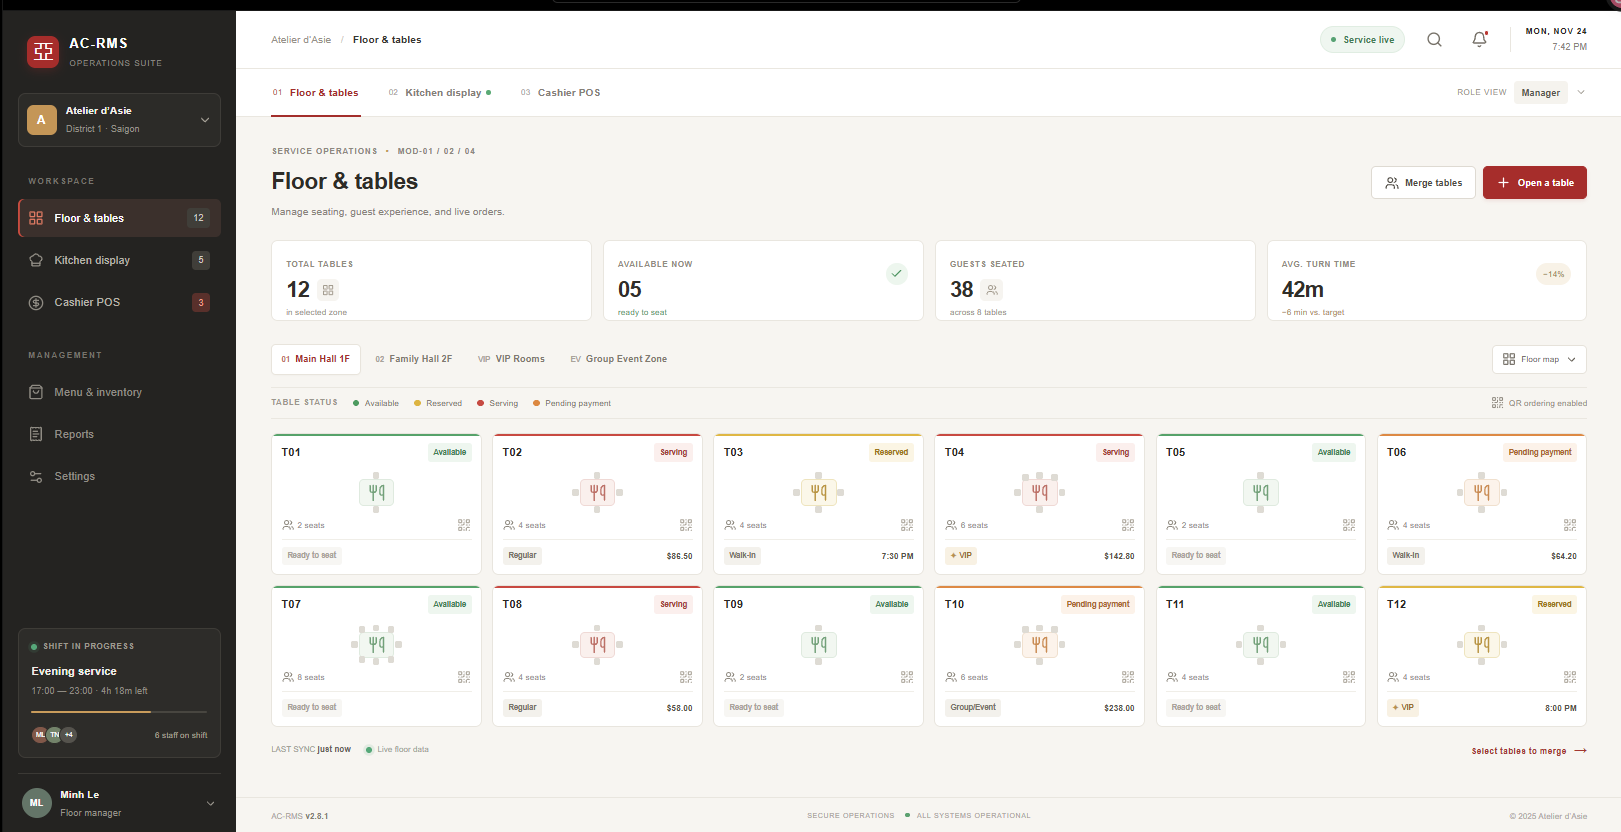 亞
AC-RMS
OPERATIONS SUITE
A
Atelier d'Asie
District 1 · Saigon
WORKSPACE
Floor & tables 12
Kitchen display 5
Cashier POS 3
MANAGEMENT
Menu & inventory
Reports
Settings
SHIFT IN PROGRESS
Evening service
17:00 — 23:00 · 4h 18m left
ML TN +4 6 staff on shift
ML
Minh Le
Floor manager
Atelier d'Asie / Floor & tables
Service live
MON, NOV 24
7:42 PM
01 Floor & tables
02 Kitchen display
03 Cashier POS
ROLE VIEW Manager
SERVICE OPERATIONS • MOD-01 / 02 / 04
Floor & tables
Manage seating, guest experience, and live orders.
Merge tables
Open a table
TOTAL TABLES
12
in selected zone
AVAILABLE NOW
05
ready to seat
GUESTS SEATED
38
across 8 tables
AVG. TURN TIME
42m
−6 min vs. target
−14%
01 Main Hall 1F
02 Family Hall 2F
VIP VIP Rooms
EV Group Event Zone
Floor map
TABLE STATUS Available Reserved Serving Pending payment
QR ordering enabled
T01 Available
2 seats
Ready to seat
T02 Serving
4 seats
Regular $86.50
T03 Reserved
4 seats
Walk-In 7:30 PM
T04 Serving
6 seats
✦ VIP $142.80
T05 Available
2 seats
Ready to seat
T06 Pending payment
4 seats
Walk-In $64.20
T07 Available
8 seats
Ready to seat
T08 Serving
4 seats
Regular $58.00
T09 Available
2 seats
Ready to seat
T10 Pending payment
6 seats
Group/Event $238.00
T11 Available
4 seats
Ready to seat
T12 Reserved
4 seats
✦ VIP 8:00 PM
LAST SYNC just now Live floor data
Select tables to merge →
AC-RMS v2.8.1
SECURE OPERATIONS ALL SYSTEMS OPERATIONAL
© 2025 Atelier d'Asie